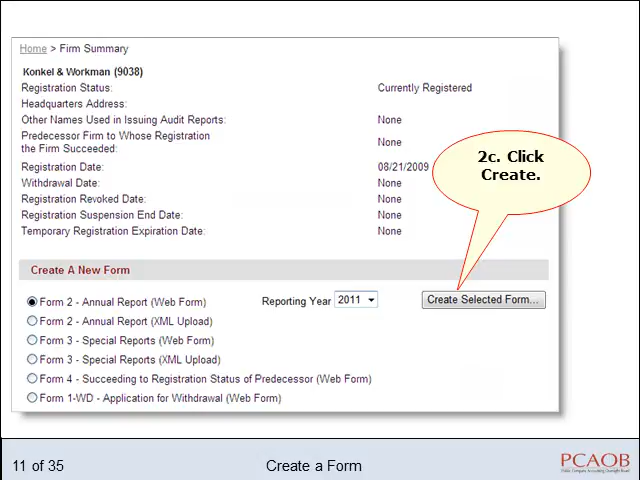 Home > Firm Summary
Konkel & Workman (9038)
Registration Status: Currently Registered
Headquarters Address:
Other Names Used in Issuing Audit Reports: None
Predecessor Firm to Whose Registration
the Firm Succeeded: None
Registration Date: 08/21/2009
Withdrawal Date: None
Registration Revoked Date: None
Registration Suspension End Date: None
Temporary Registration Expiration Date: None
2c. Click
Create.
Create A New Form
Form 2 - Annual Report (Web Form) Reporting Year 2011 Create Selected Form...
Form 2 - Annual Report (XML Upload)
Form 3 - Special Reports (Web Form)
Form 3 - Special Reports (XML Upload)
Form 4 - Succeeding to Registration Status of Predecessor (Web Form)
Form 1-WD - Application for Withdrawal (Web Form)
11 of 35 Create a Form PCAOB
Public Company Accounting Oversight Board